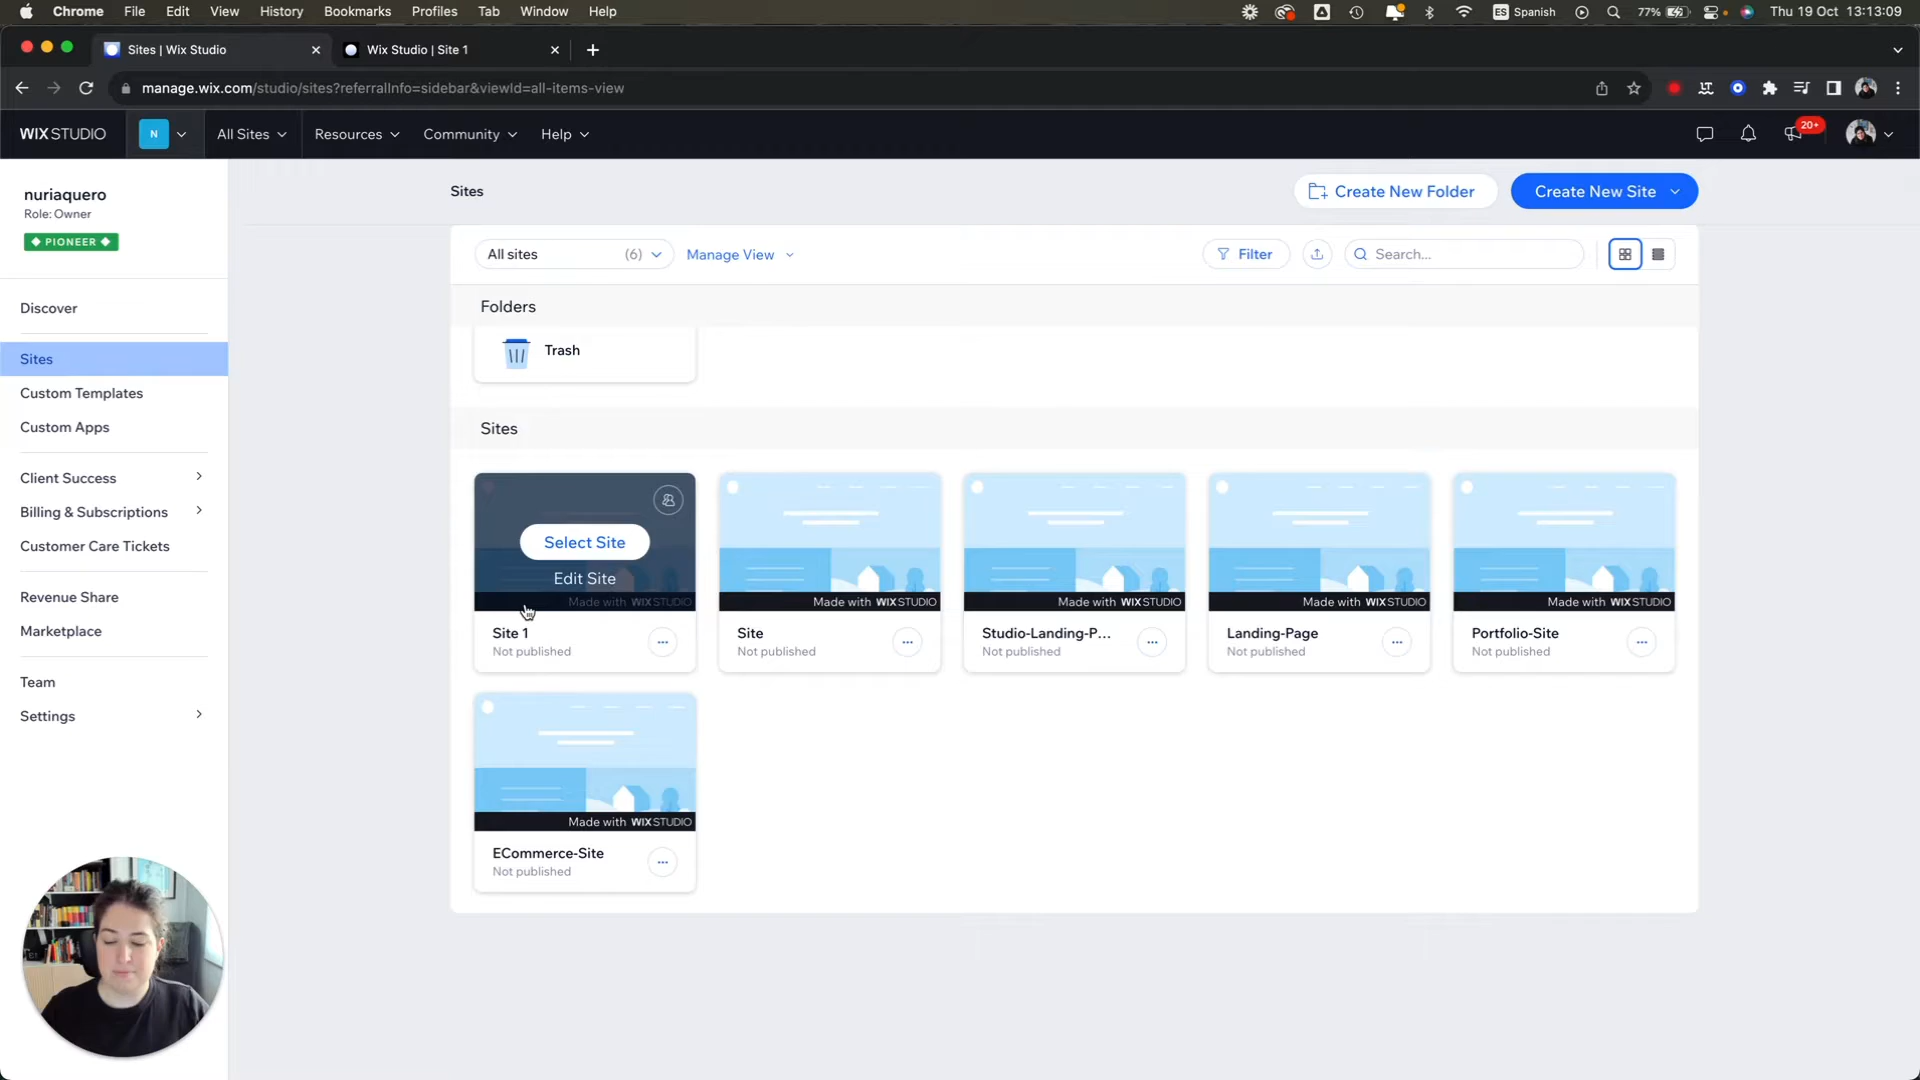 Chrome File Edit View History Bookmarks Profiles Tab Window Help
ES Spanish 77% Thu 19 Oct 13:13:09
Sites | Wix Studio
Wix Studio | Site 1
manage.wix.com/studio/sites?referralInfo=sidebar&viewId=all-items-view
WIX STUDIO N All Sites Resources Community Help 20+
nuriaquero
Role: Owner
PIONEER
Discover
Sites
Custom Templates
Custom Apps
Client Success
Billing & Subscriptions
Customer Care Tickets
Revenue Share
Marketplace
Team
Settings
Sites
Create New Folder
Create New Site
All sites (6)
Manage View
Filter
Search...
Folders
Trash
Sites
Select Site
Edit Site
Made with WIX STUDIO
Site 1
Not published
Made with WIX STUDIO
Site
Not published
Made with WIX STUDIO
Studio-Landing-P...
Not published
Made with WIX STUDIO
Landing-Page
Not published
Made with WIX STUDIO
Portfolio-Site
Not published
Made with WIX STUDIO
ECommerce-Site
Not published